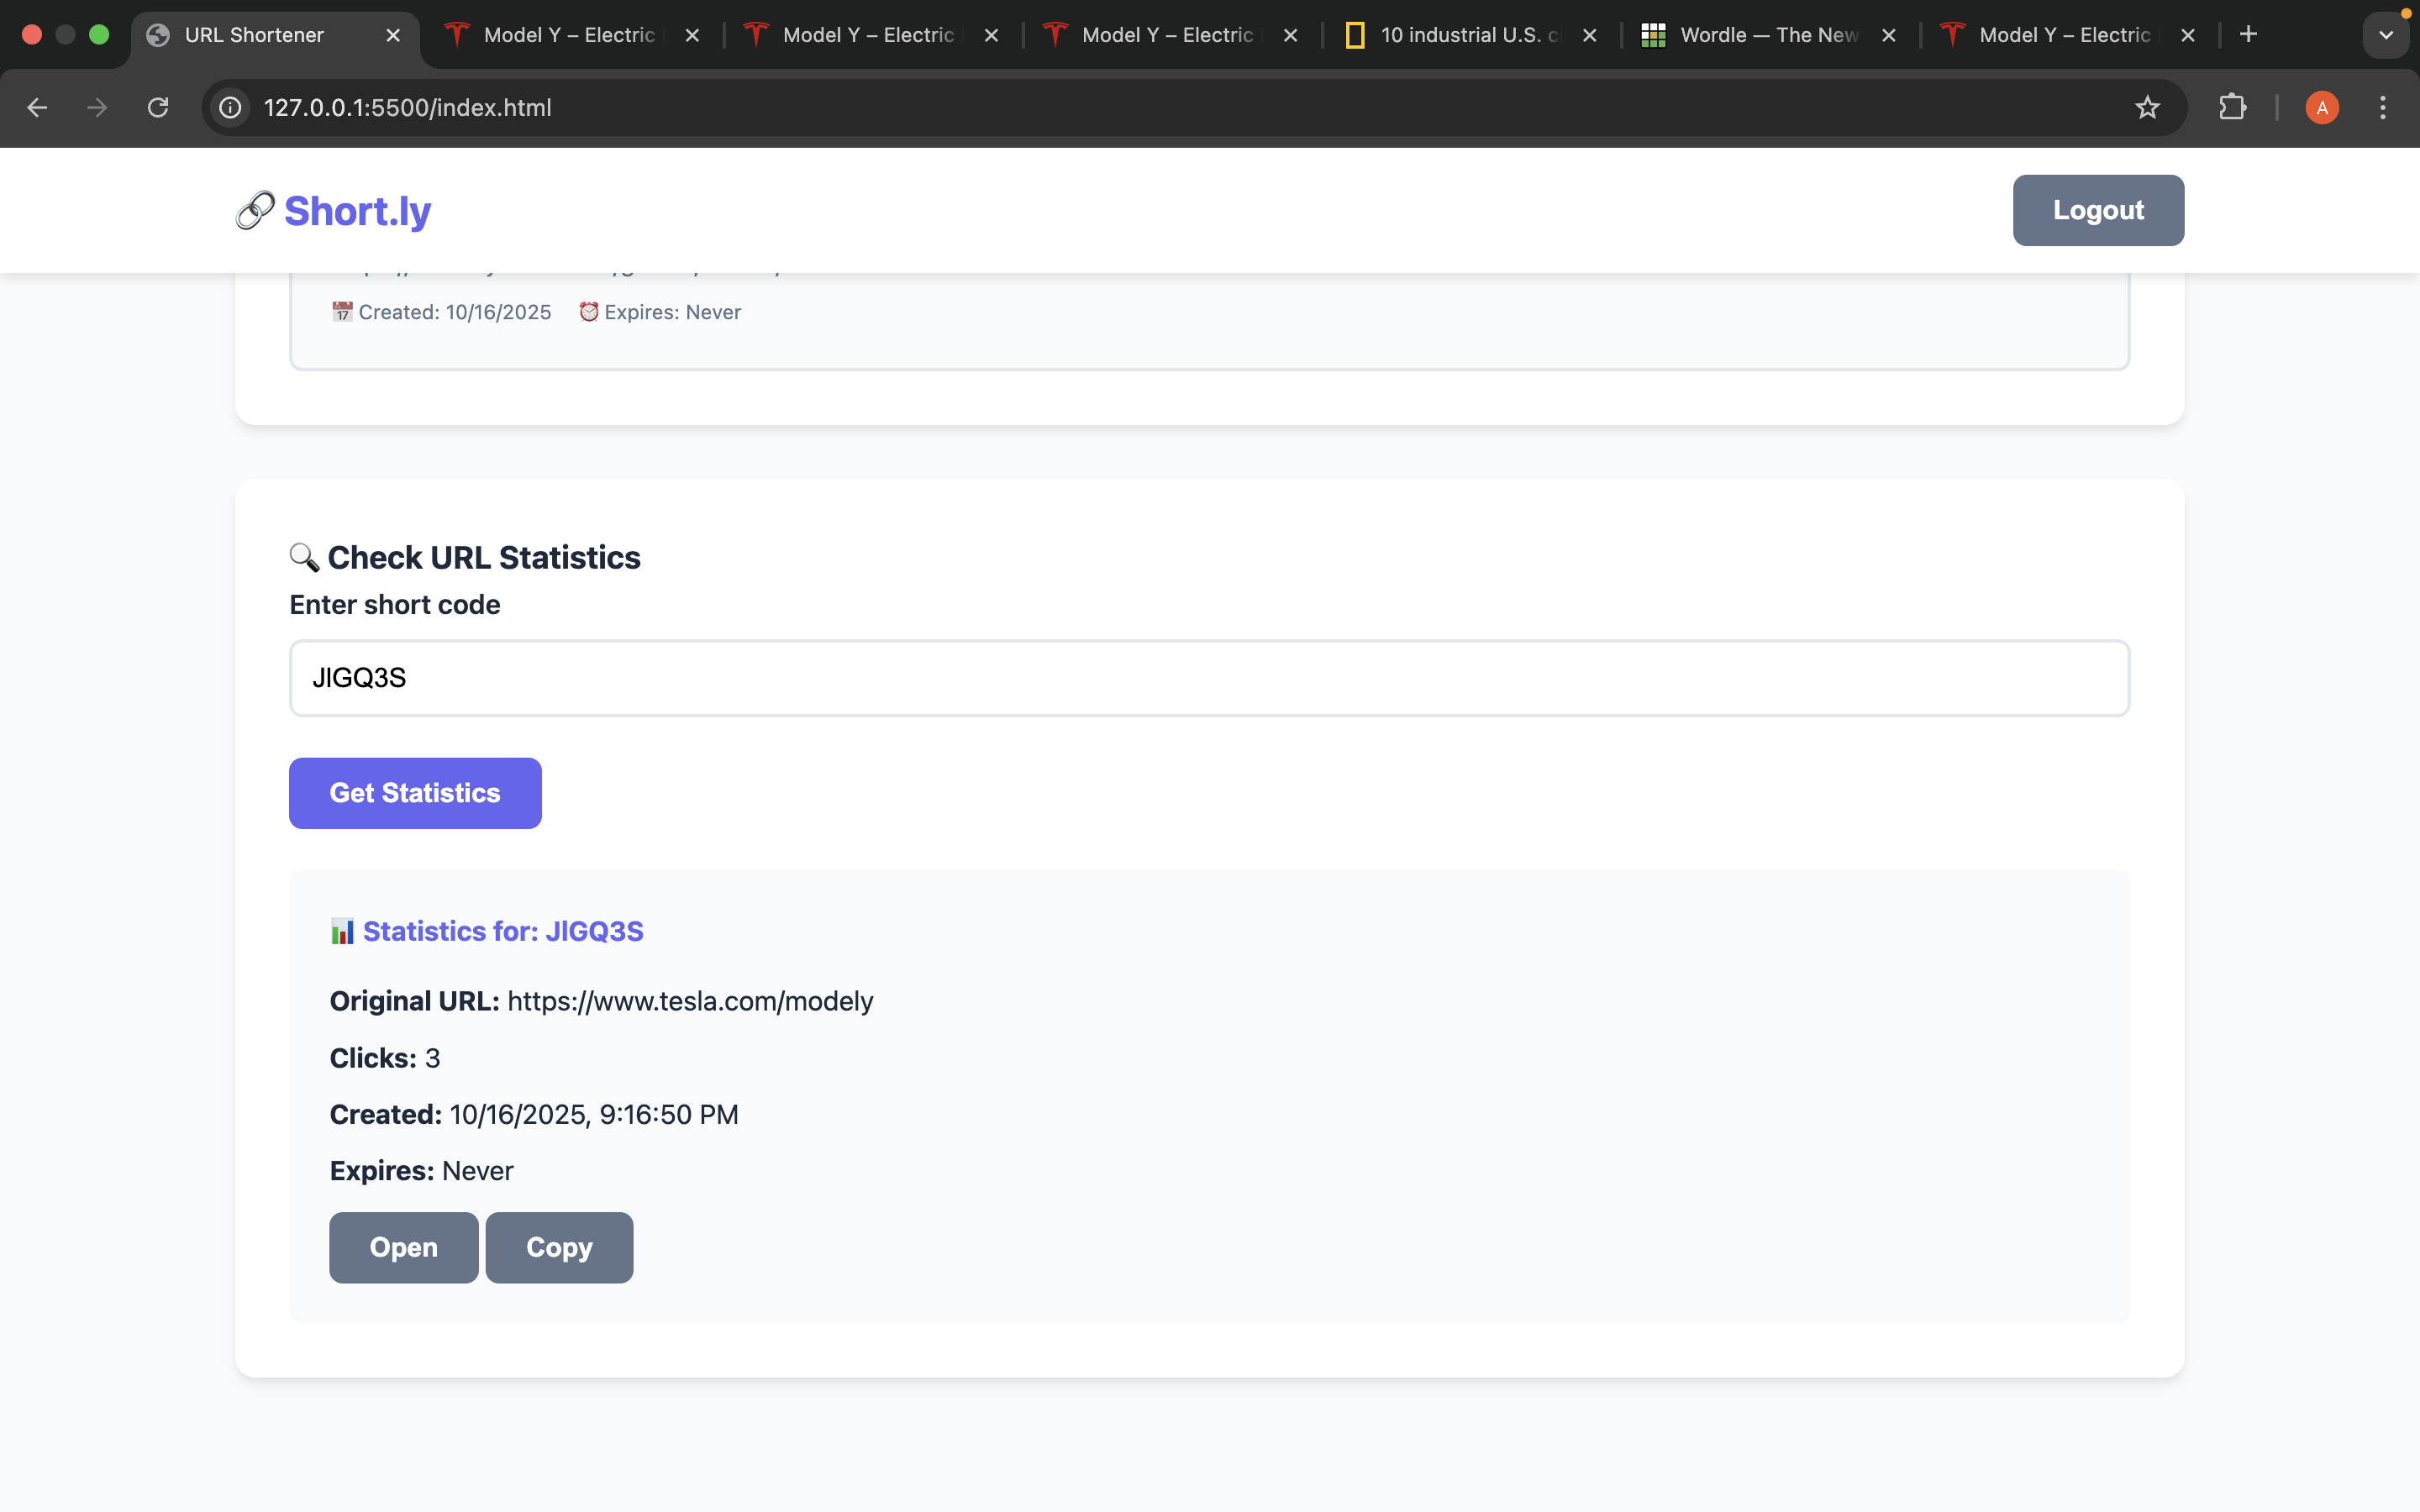 URL Shortener
Model Y – Electric
Model Y – Electric
Model Y – Electric
10 industrial U.S. c
Wordle — The New
Model Y – Electric
127.0.0.1:5500/index.html
A
Short.ly
Logout
Created: 10/16/2025 Expires: Never
Check URL Statistics
Enter short code
JlGQ3S
Get Statistics
Statistics for: JlGQ3S
Original URL: https://www.tesla.com/modely
Clicks: 3
Created: 10/16/2025, 9:16:50 PM
Expires: Never
Open
Copy